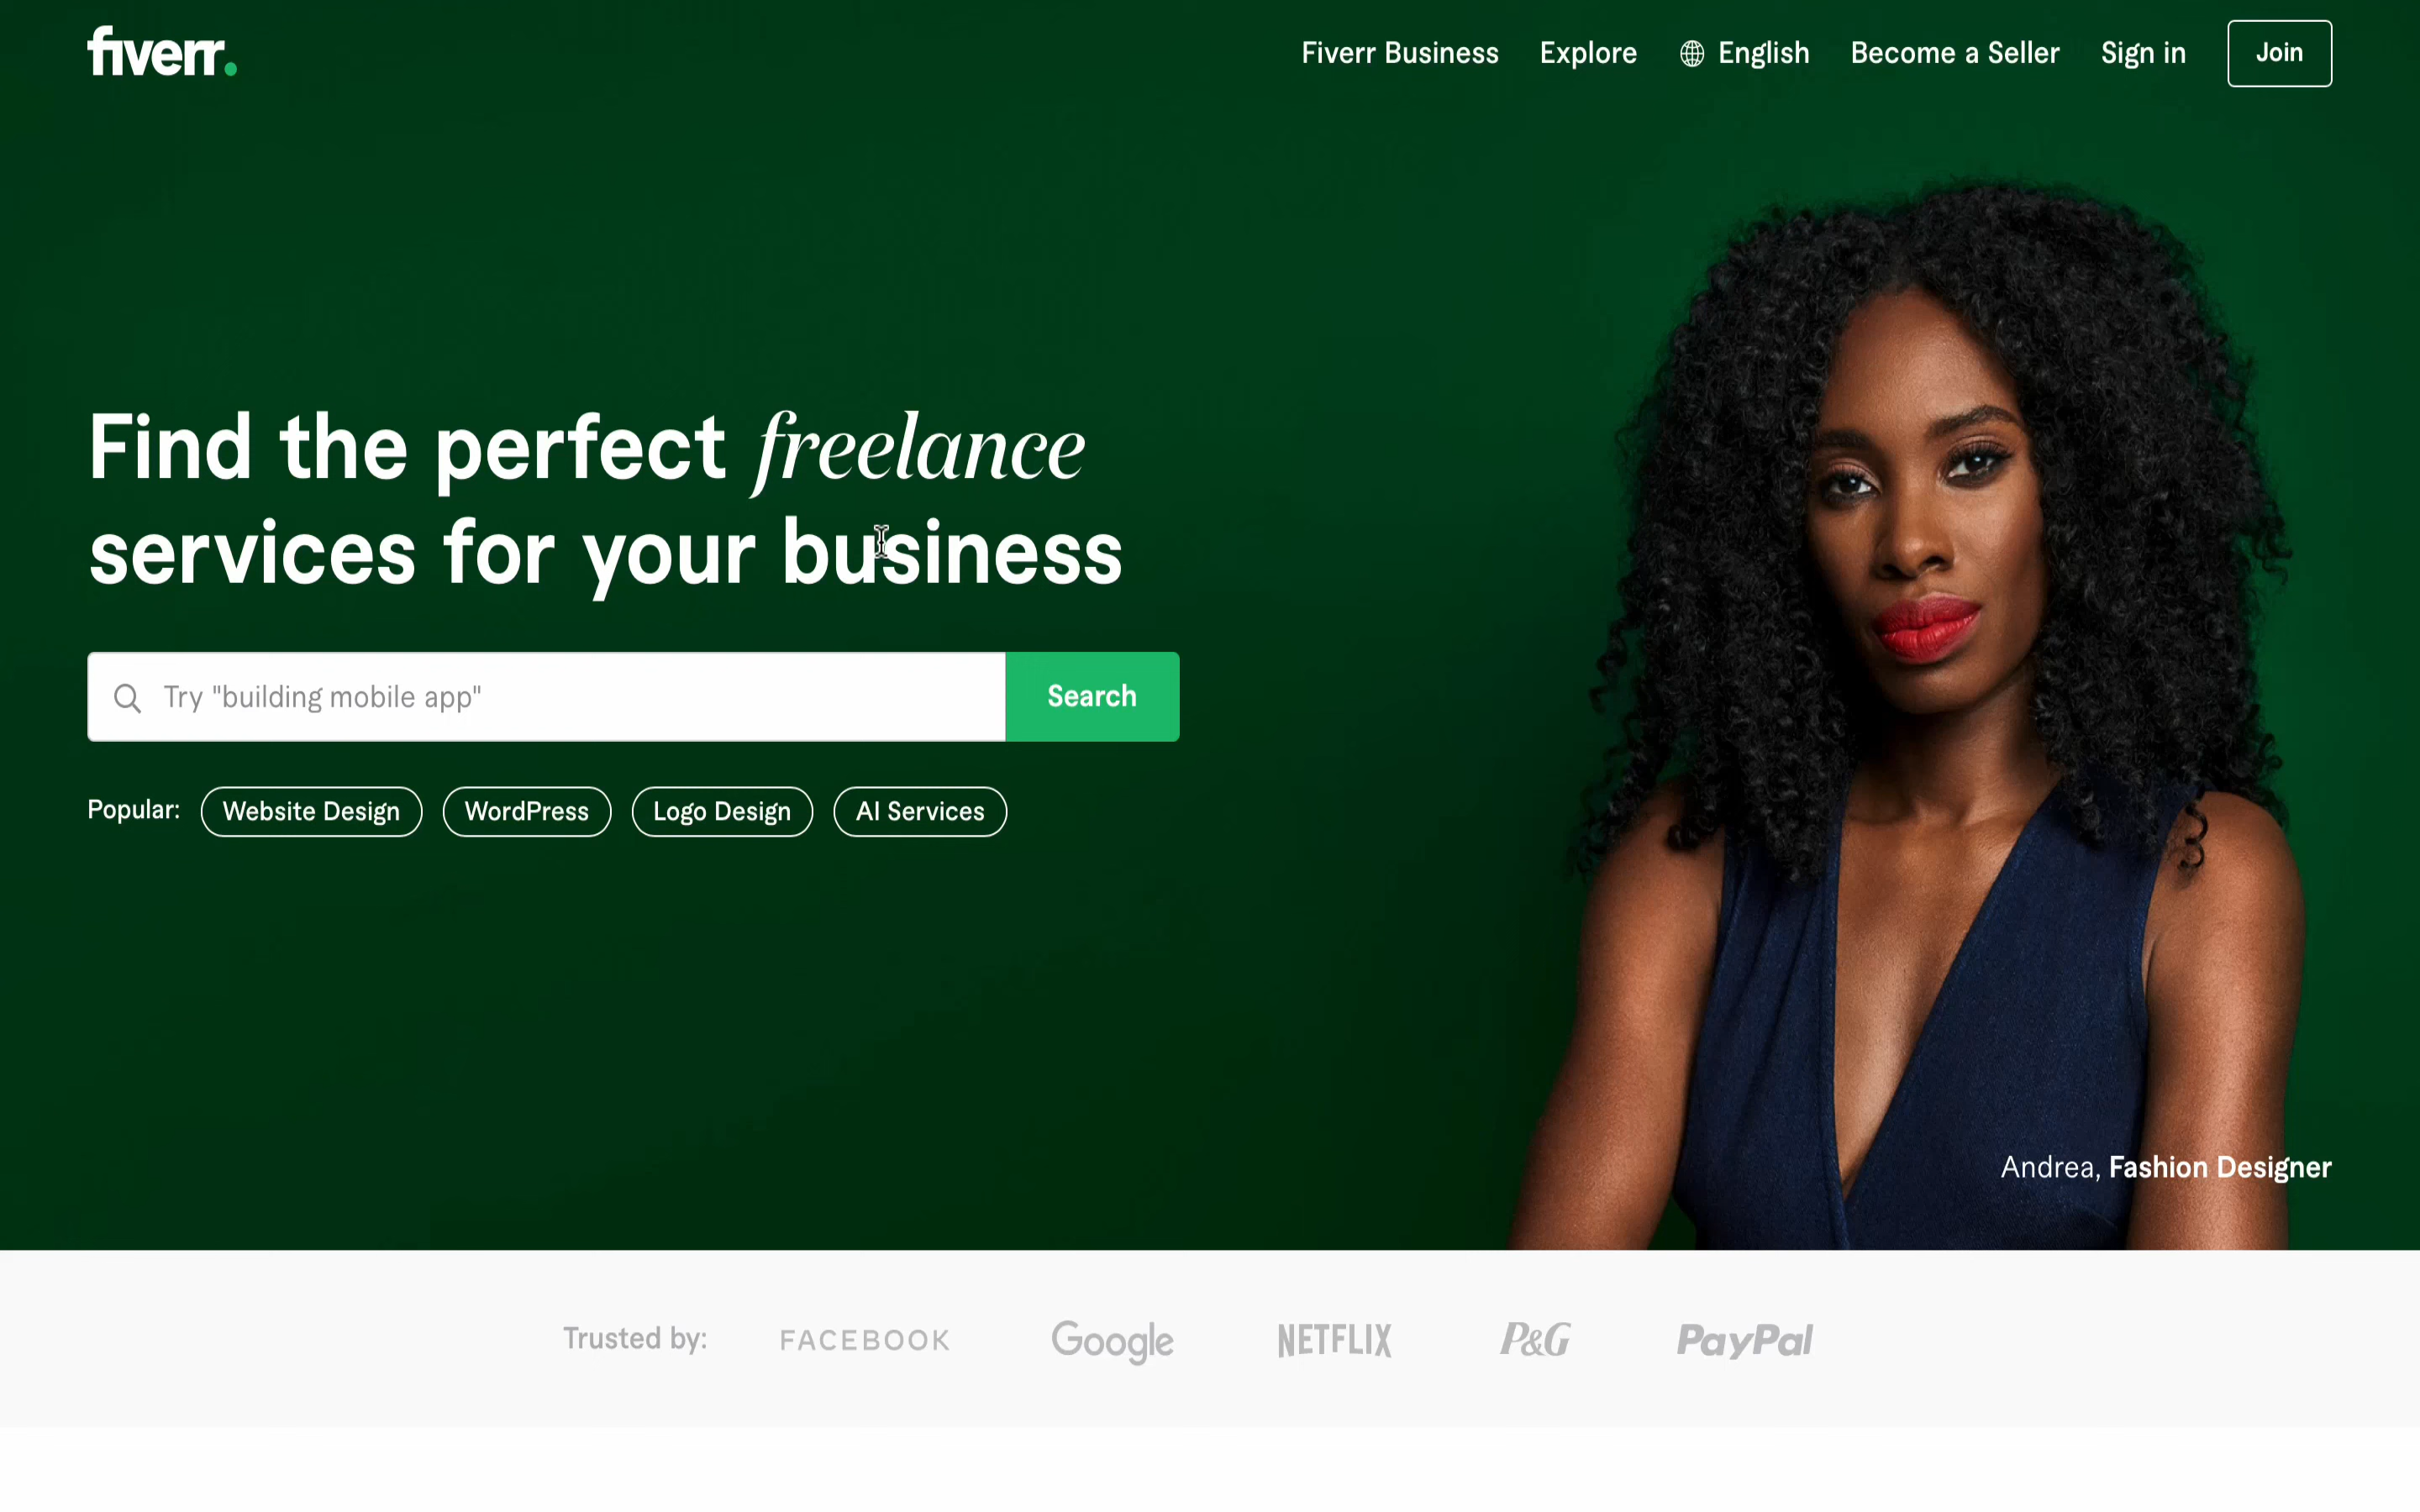 fiverr.
Fiverr Business Explore English Become a Seller Sign in Join
Find the perfect freelance
services for your business
Try "building mobile app" Search
Popular: Website Design WordPress Logo Design AI Services
Andrea, Fashion Designer
Trusted by: FACEBOOK Google NETFLIX P&G PayPal